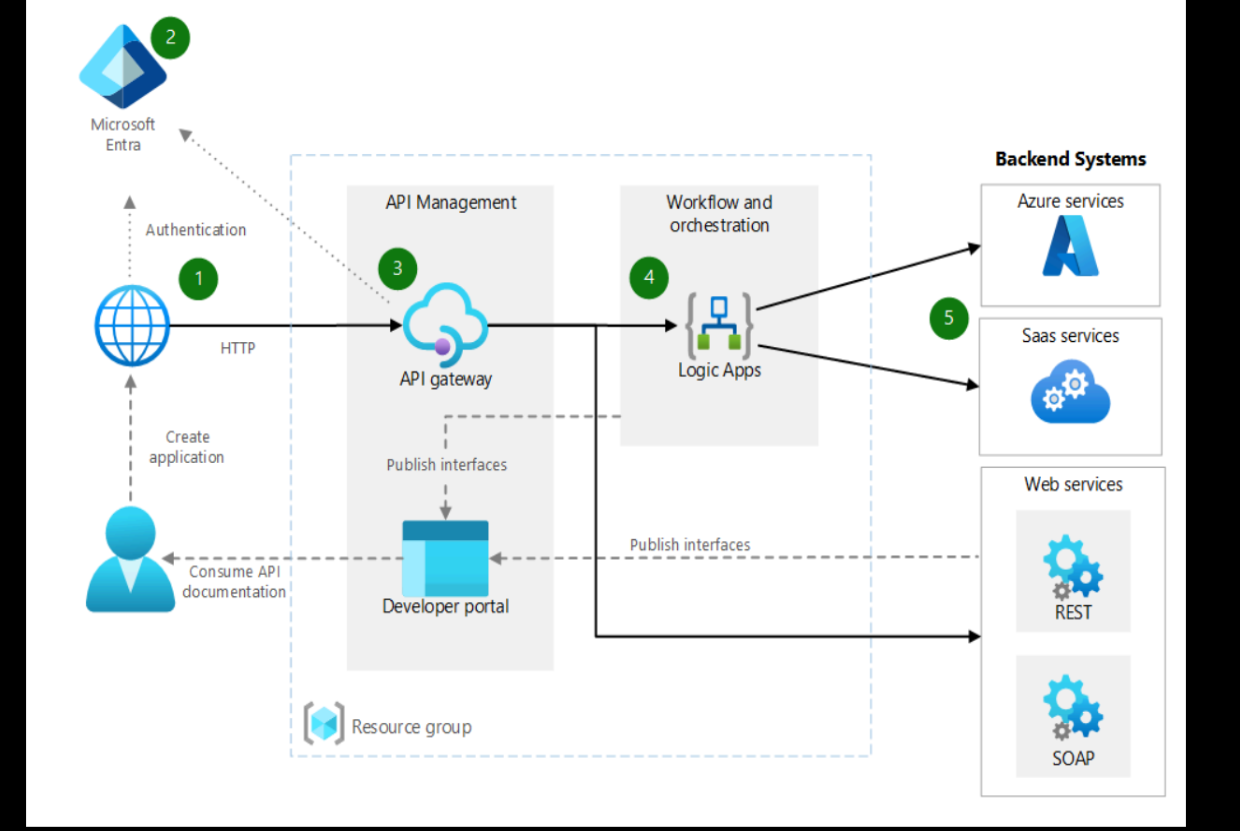 2
Microsoft
Entra
Authentication
1
HTTP
Create
application
API Management
3
API gateway
Publish interfaces
Developer portal
Consume API
documentation
Resource group
Workflow and
orchestration
4
Logic Apps
Publish interfaces
Backend Systems
Azure services
5
Saas services
Web services
REST
SOAP